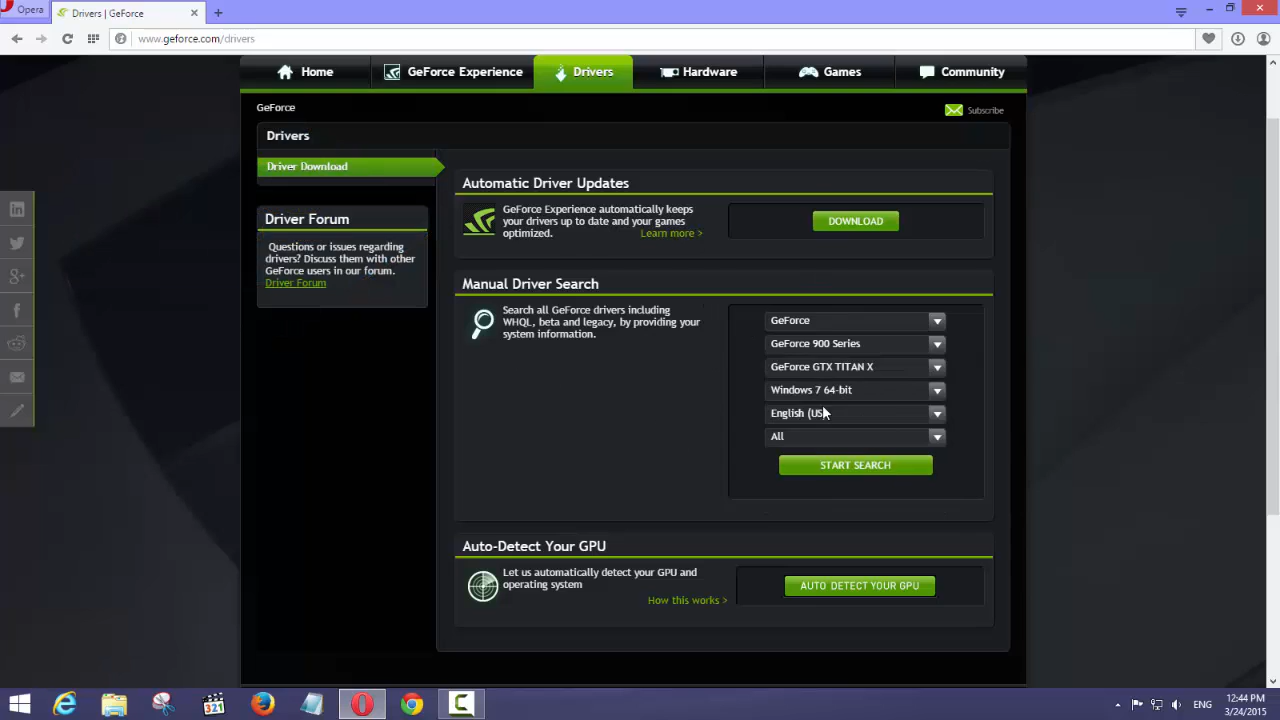 Opera
Drivers | GeForce
www.geforce.com/drivers
Home
GeForce Experience
Drivers
Hardware
Games
Community
GeForce
Subscribe
Drivers
Driver Download
Driver Forum
Questions or issues regarding
drivers? Discuss them with other
GeForce users in our forum.
Driver Forum
Automatic Driver Updates
GeForce Experience automatically keeps
your drivers up to date and your games
optimized.
Learn more >
DOWNLOAD
Manual Driver Search
Search all GeForce drivers including
WHQL, beta and legacy, by providing your
system information.
GeForce
GeForce 900 Series
GeForce GTX TITAN X
Windows 7 64-bit
English (US)
All
START SEARCH
Auto-Detect Your GPU
Let us automatically detect your GPU and
operating system
How this works >
AUTO DETECT YOUR GPU
321
ENG
12:44 PM
3/24/2015